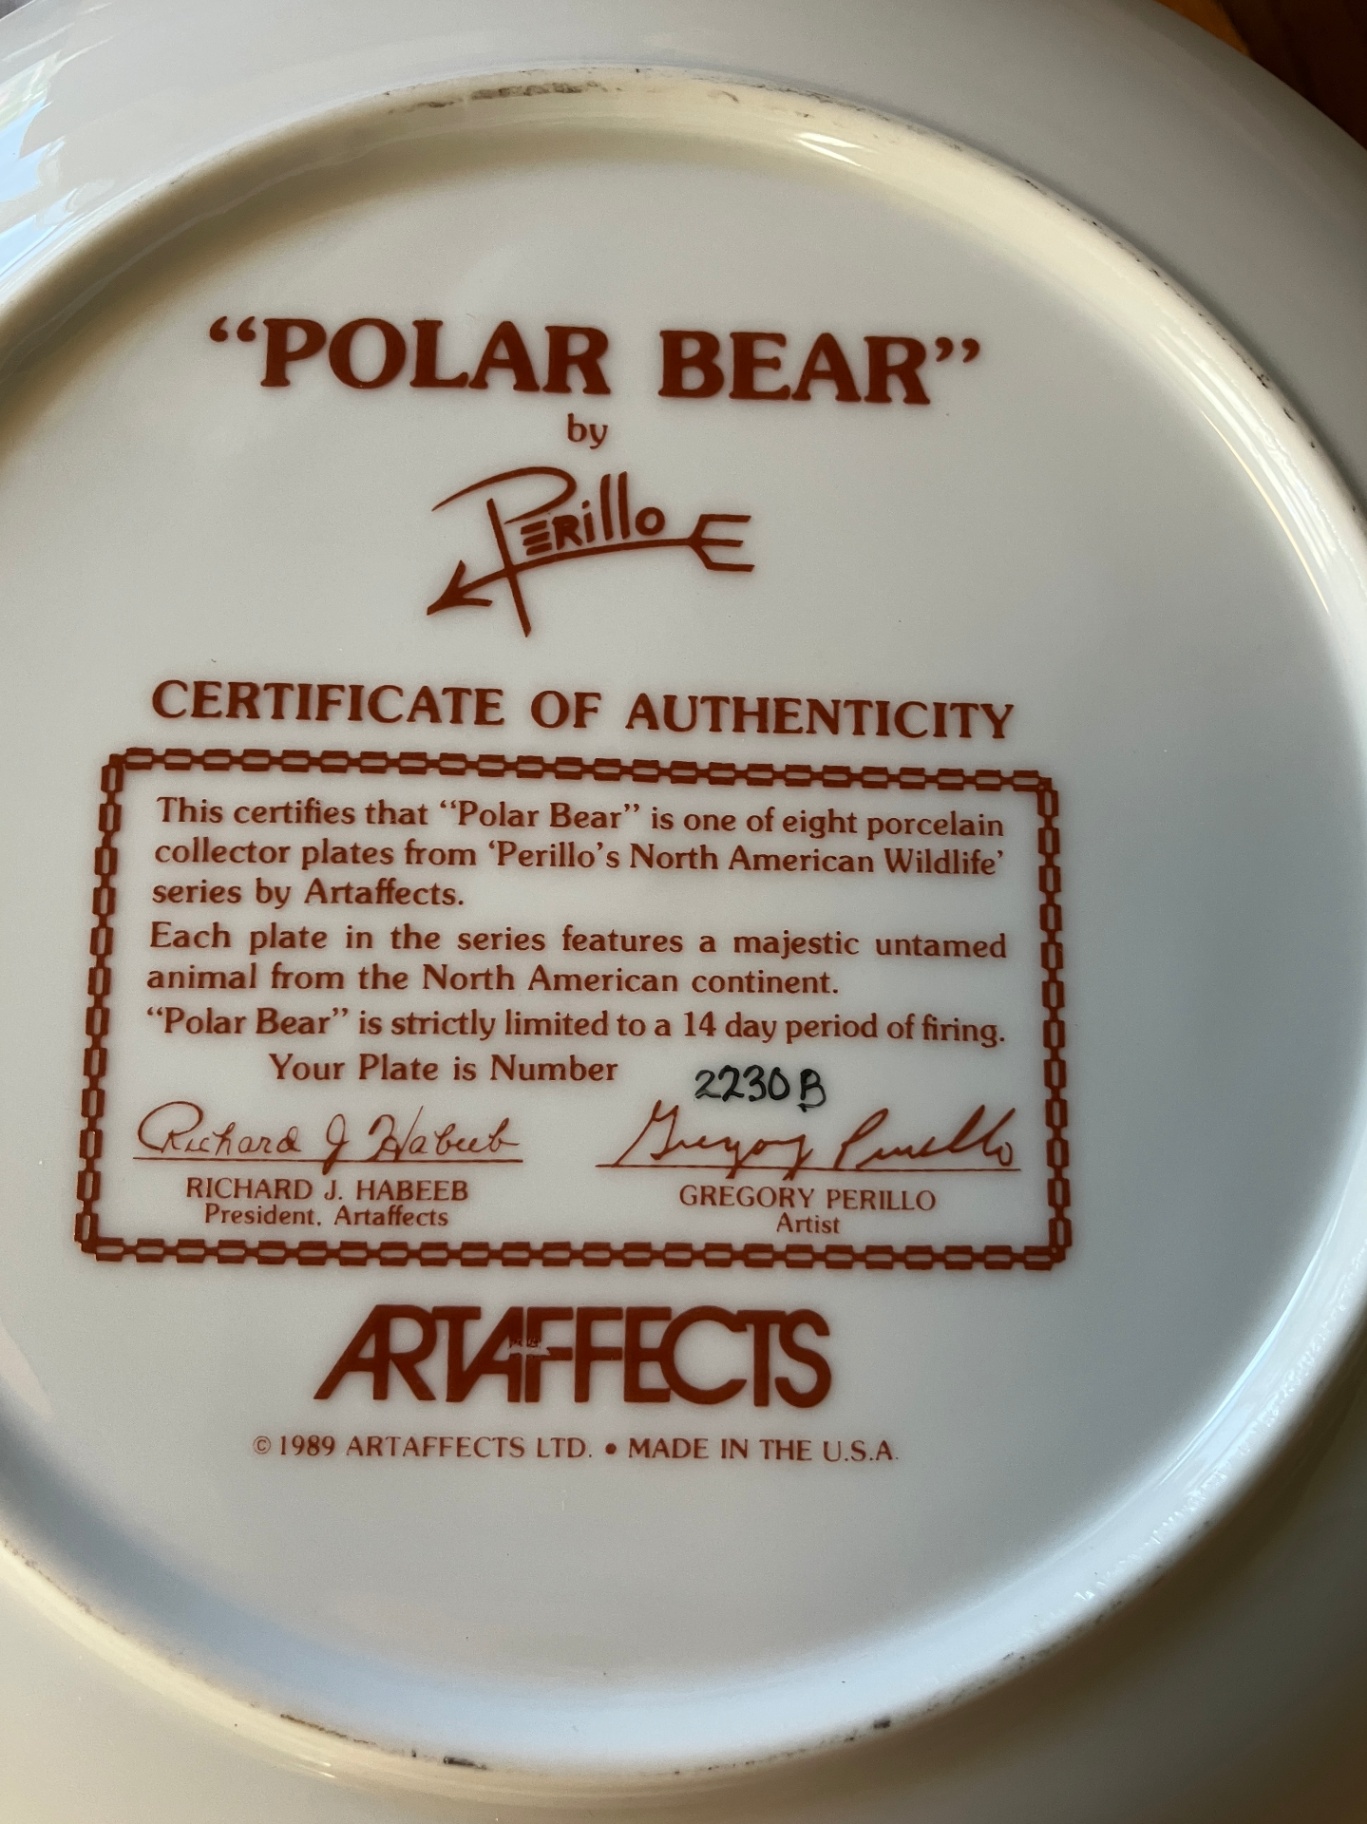 “POLAR BEAR”
by
Perillo
CERTIFICATE OF AUTHENTICITY
This certifies that “Polar Bear” is one of eight porcelain
collector plates from ‘Perillo’s North American Wildlife’
series by Artaffects.
Each plate in the series features a majestic untamed
animal from the North American continent.
“Polar Bear” is strictly limited to a 14 day period of firing.
Your Plate is Number 2230B
Richard J Habeeb Gregory Perillo
RICHARD J. HABEEB GREGORY PERILLO
President, Artaffects Artist
ARTAFFECTS
© 1989 ARTAFFECTS LTD. • MADE IN THE U.S.A.